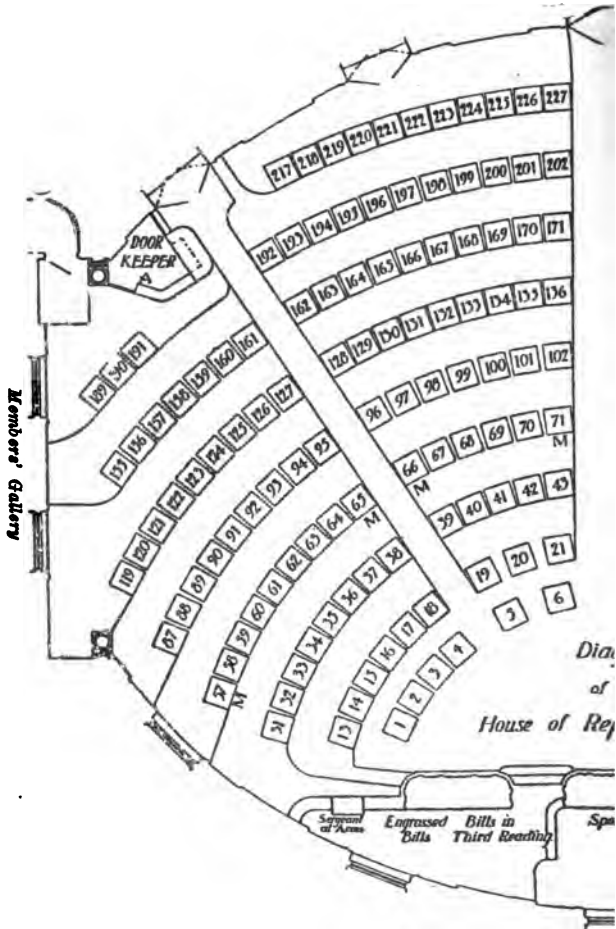 217 218 219 220 221 222 223 224 225 226 227
192 193 194 195 196 197 198 199 200 201 202
162 163 164 165 166 167 168 169 170 171
128 129 130 131 132 133 134 135 136
96 97 98 99 100 101 102
66 67 68 69 70 71
M M
39 40 41 42 43
19 20 21
5 6
DOOR
KEEPER
189 190 191
155 156 157 158 159 160 161
119 120 121 122 123 124 125 126 127
87 88 89 90 91 92 93 94 95
57 58 59 60 61 62 63 64 65
M M
31 32 33 34 35 36 37 38
13 14 15 16 17 18
1 2 3 4
Members' Gallery
Dia
of
House of Rep
Sergeant
at Arms
Engrossed
Bills
Bills in
Third Reading
Spe